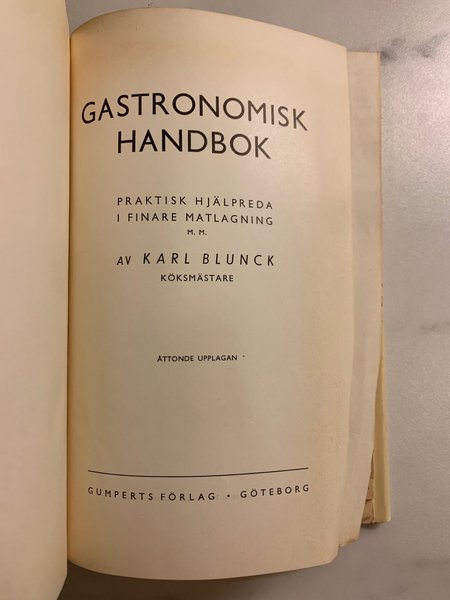 GASTRONOMISK
HANDBOK
PRAKTISK HJÄLPREDA
I FINARE MATLAGNING
M. M.
AV KARL BLUNCK
KÖKSMÄSTARE
ÅTTONDE UPPLAGAN
GUMPERTS FÖRLAG • GÖTEBORG